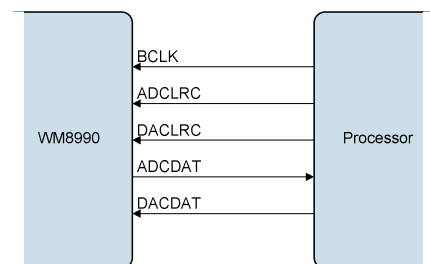 BCLK
ADCLRC
DACLRC
WM8990
Processor
ADCDAT
DACDAT